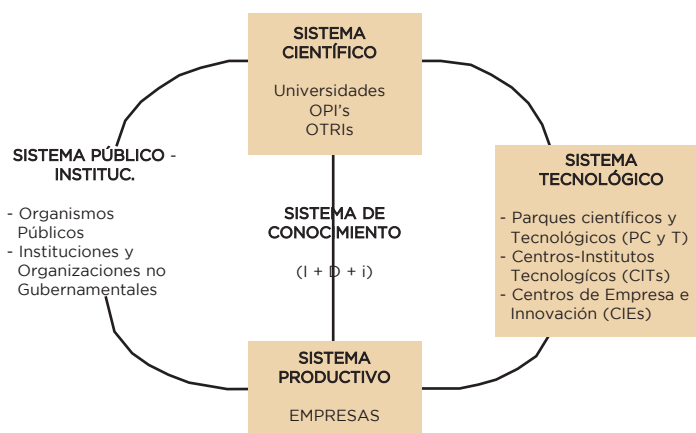 SISTEMA
CIENTÍFICO
Universidades
OPI's
OTRIs
SISTEMA PÚBLICO -
INSTITUC.
- Organismos
Públicos
- Instituciones y
Organizaciones no
Gubernamentales
SISTEMA DE
CONOCIMIENTO
(I + D + i)
SISTEMA
TECNOLÓGICO
- Parques científicos y
Tecnológicos (PC y T)
- Centros-Institutos
Tecnologícos (CITs)
- Centros de Empresa e
Innovación (CIEs)
SISTEMA
PRODUCTIVO
EMPRESAS